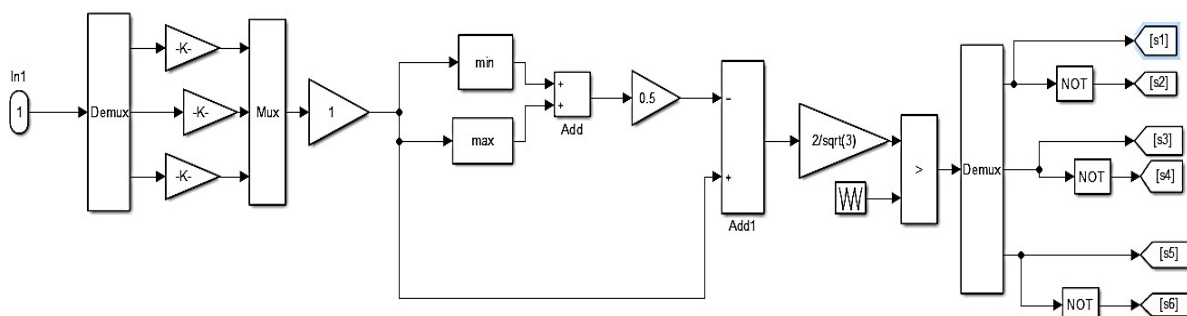 In1
1
Demux
-K-
-K-
-K-
Mux
1
min
max
+
+
Add
0.5
−
+
Add1
2/sqrt(3)
>
Demux
[s1]
NOT
[s2]
[s3]
NOT
[s4]
[s5]
NOT
[s6]